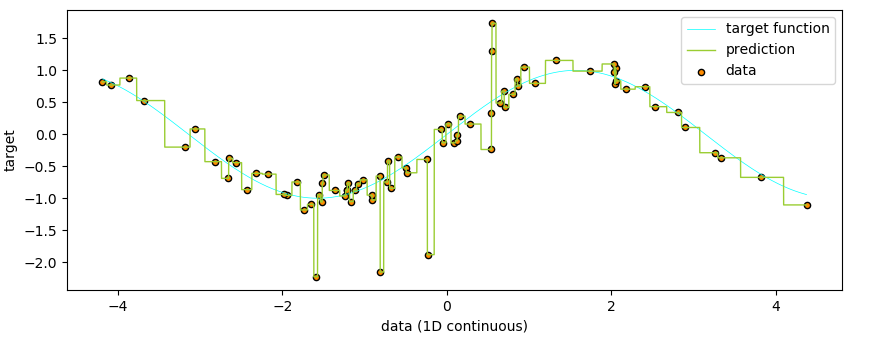 target function
prediction
data
1.5
1.0
0.5
0.0
−0.5
−1.0
−1.5
−2.0
target
−4
−2
0
2
4
data (1D continuous)